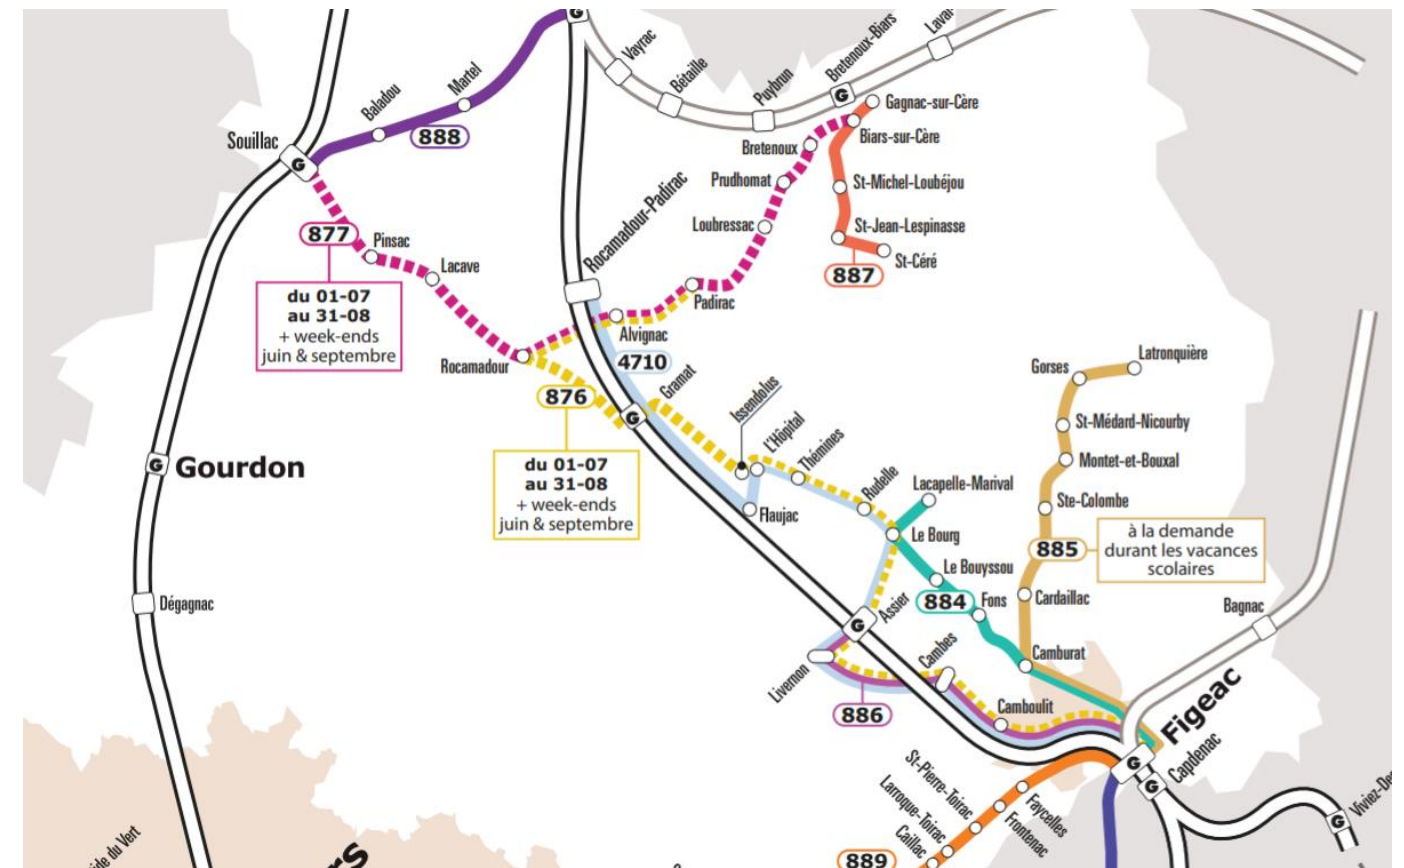 G
Vayrac
Bétaille
Puybrun
Bretenoux-Biars
G
Martel
Baladou
888
Souillac
G
Gagnac-sur-Cère
Biars-sur-Cère
Bretenoux
Prudhomat
St-Michel-Loubéjou
Loubressac
St-Jean-Lespinasse
St-Céré
887
Rocamadour-Padirac
877
Pinsac
Lacave
du 01-07
au 31-08
+ week-ends
juin & septembre
Padirac
Alvignac
Rocamadour
4710
Gramat
876
G
du 01-07
au 31-08
+ week-ends
juin & septembre
Issendolus
L'Hôpital
Thémines
Rudelle
Flaujac
Gorses
Latronquière
St-Médard-Nicourby
Montet-et-Bouxal
Ste-Colombe
885
à la demande
durant les vacances
scolaires
Cardaillac
G
Gourdon
Dégagnac
Lacapelle-Marival
Le Bourg
Le Bouyssou
884
Fons
Camburat
Assier
G
Livernon
886
Cambes
Camboulit
Bagnac
Figeac
G
Capdenac
G
G
St-Pierre-Toirac
Larroque-Toirac
Caillac
Faycelles
Frontenac
889
du Vert